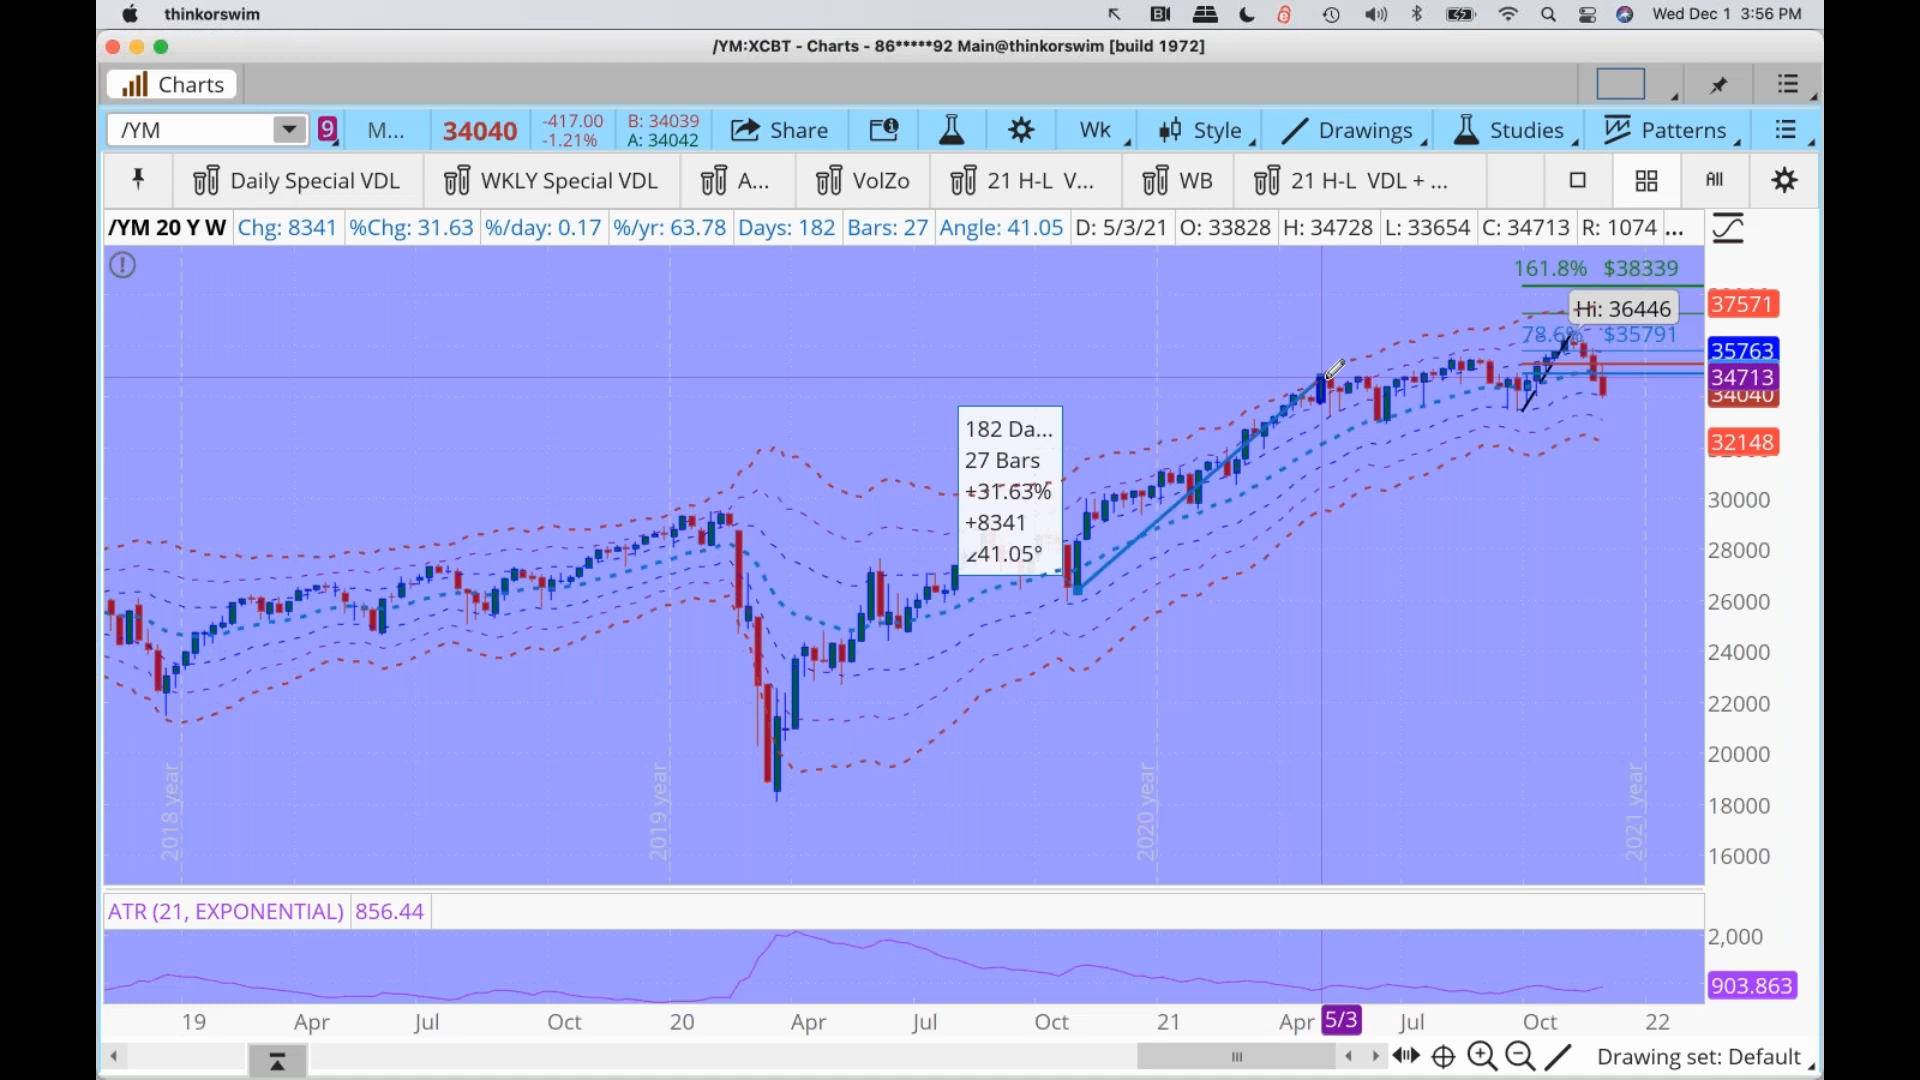 thinkorswim
Wed Dec 1 3:56 PM
/YM:XCBT - Charts - 86*****92 Main@thinkorswim [build 1972]
Charts
/YM
9
M...
34040
-417.00
-1.21%
B: 34039
A: 34042
Share
Wk
Style
Drawings
Studies
Patterns
Daily Special VDL
WKLY Special VDL
A...
VolZo
21 H-L V...
WB
21 H-L VDL + ...
All
/YM 20 Y W
Chg: 8341
%Chg: 31.63
%/day: 0.17
%/yr: 63.78
Days: 182
Bars: 27
Angle: 41.05
D: 5/3/21
O: 33828
H: 34728
L: 33654
C: 34713
R: 1074 ...
161.8% $38339
Hi: 36446
78.6% $35791
37571
35763
34713
34040
32148
30000
28000
26000
24000
22000
20000
18000
16000
182 Da...
27 Bars
+31.63%
+8341
∠41.05°
2018 year
2019 year
2020 year
2021 year
ATR (21, EXPONENTIAL)
856.44
2,000
903.863
19 Apr Jul Oct 20 Apr Jul Oct 21 Apr 5/3 Jul Oct 22
Drawing set: Default